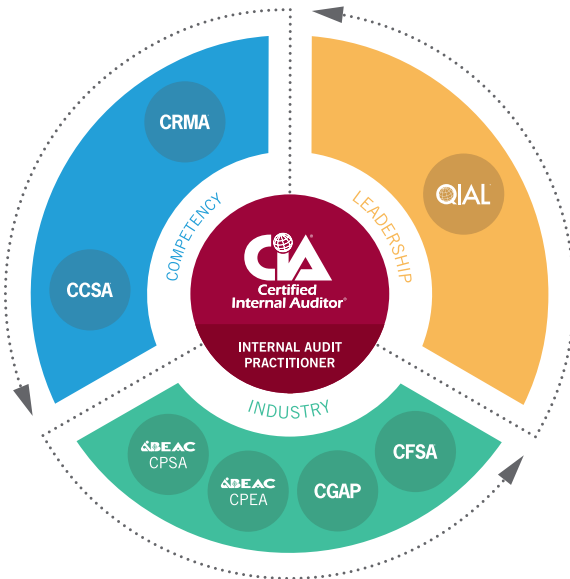 CRMA
CCSA
COMPETENCY
LEADERSHIP
QIAL
CIA
Certified
Internal Auditor®
INTERNAL AUDIT
PRACTITIONER
INDUSTRY
BEAC
CPSA
BEAC
CPEA
CGAP
CFSA